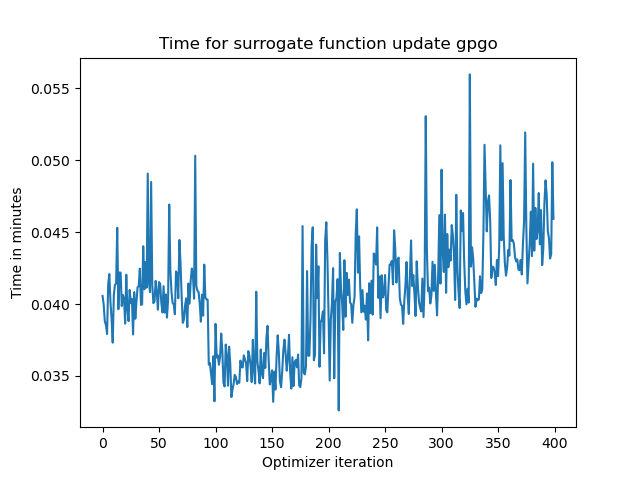 Time for surrogate function update gpgo
0.055
0.050
0.045
0.040
0.035
Time in minutes
0 50 100 150 200 250 300 350 400
Optimizer iteration